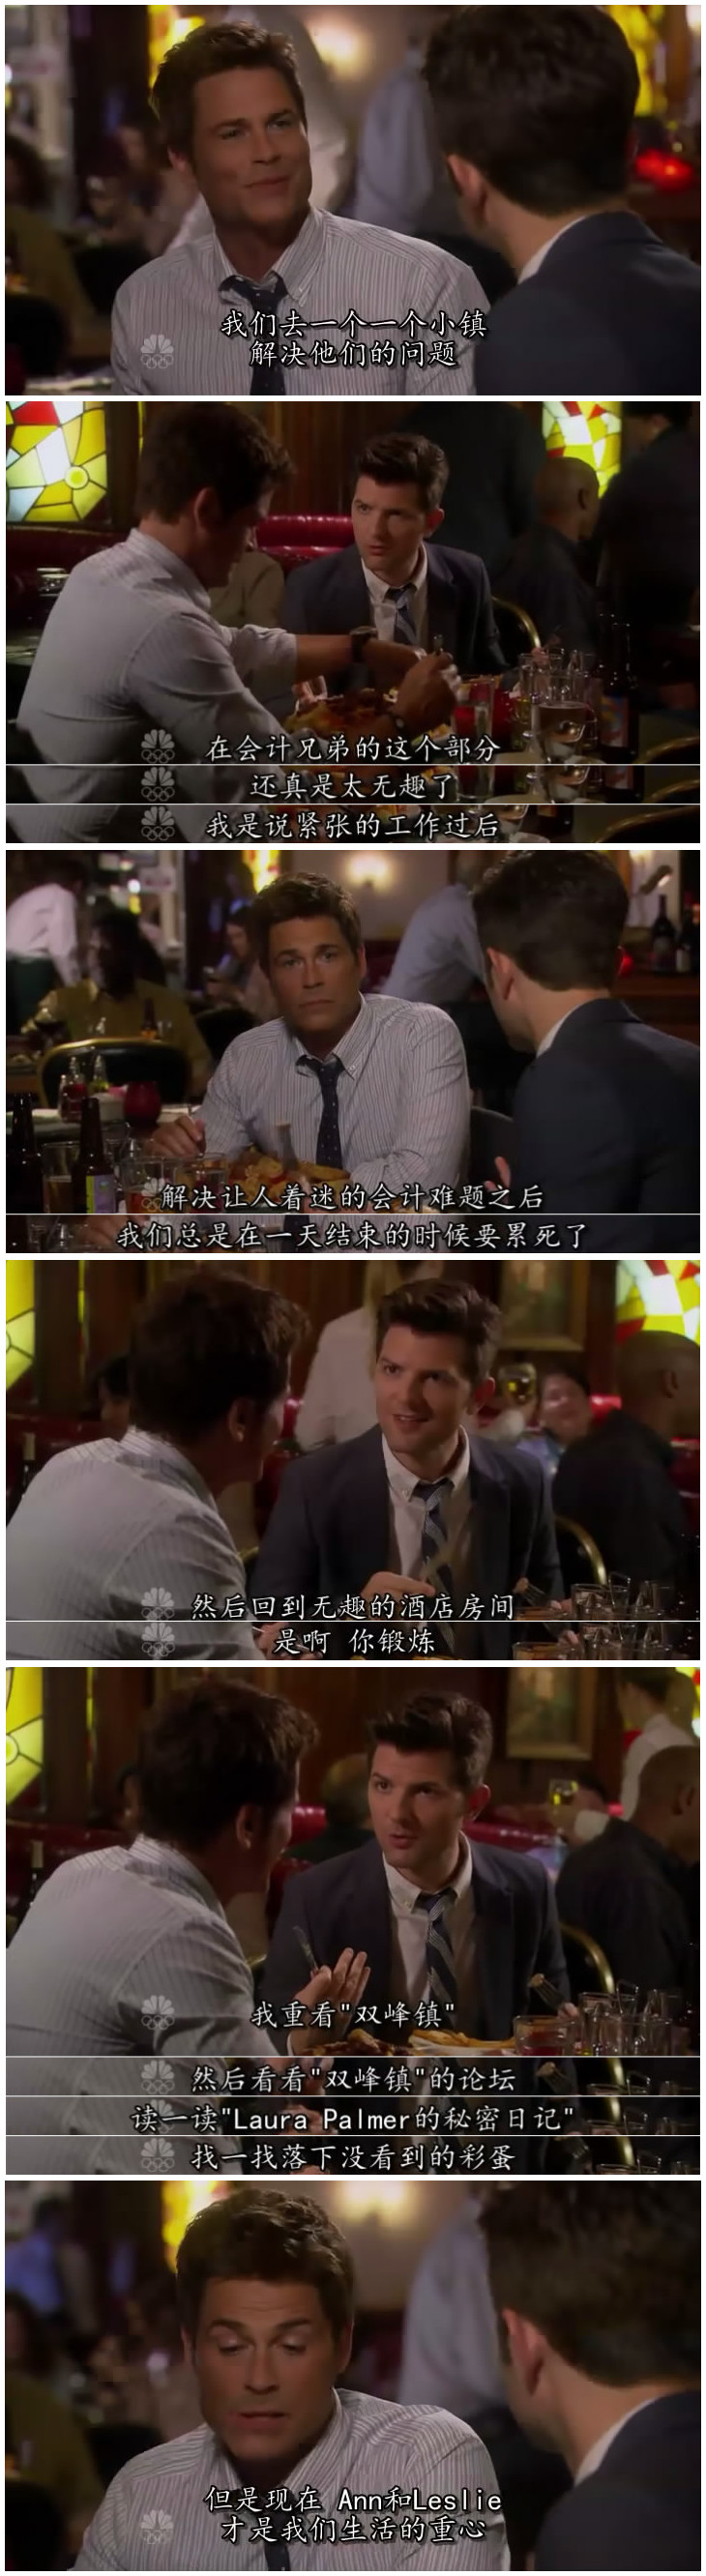 我们去一个一个小镇
解决他们的问题
在会计兄弟的这个部分
还真是太无趣了
我是说紧张的工作过后
解决让人着迷的会计难题之后
我们总是在一天结束的时候要累死了
然后回到无趣的酒店房间
是啊 你锻炼
我重看"双峰镇"
然后看看"双峰镇"的论坛
读一读"Laura Palmer的秘密日记"
找一找落下没看到的彩蛋
但是现在 Ann和Leslie
才是我们生活的重心